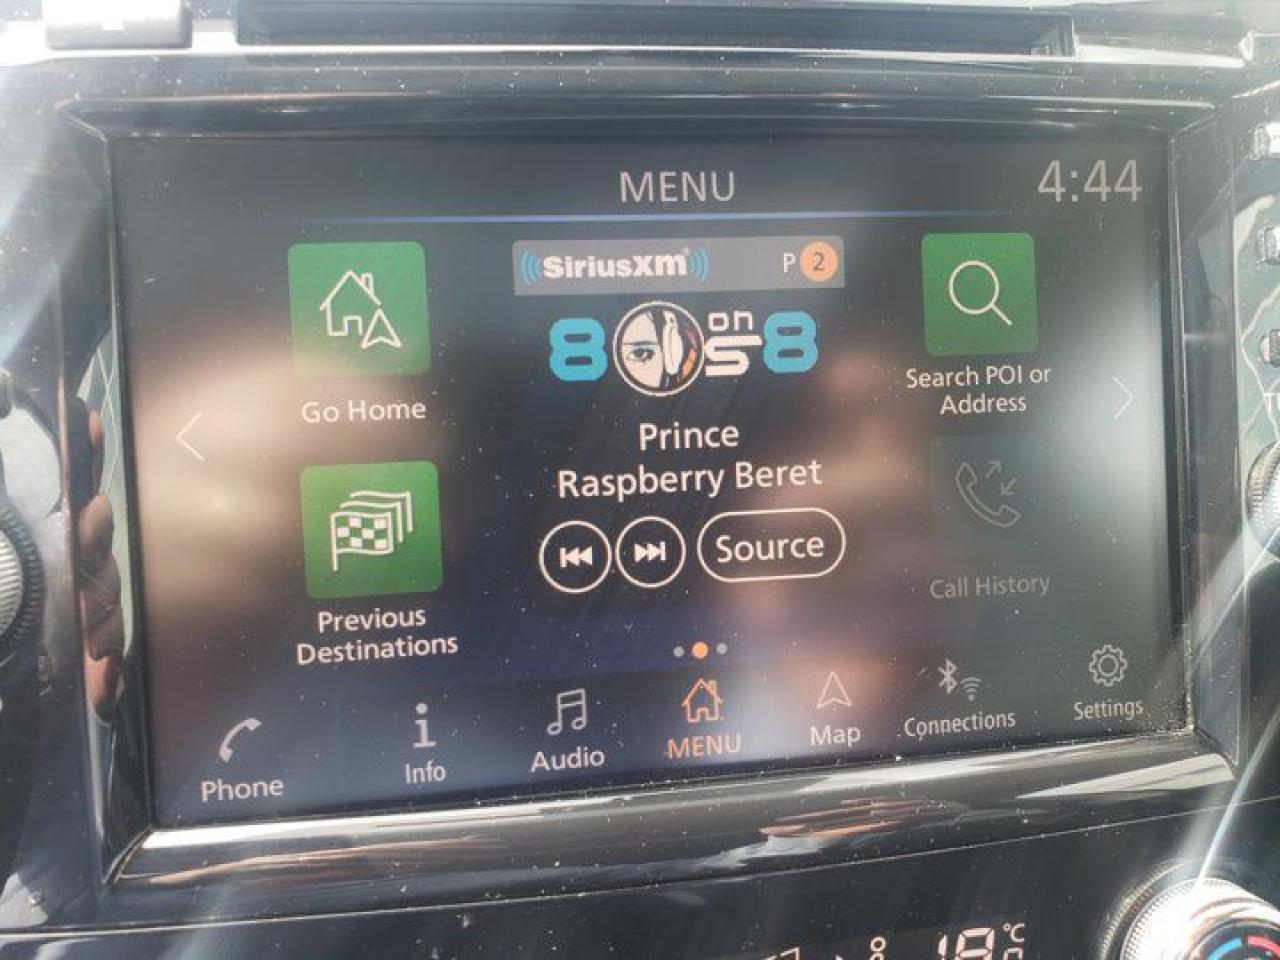 MENU
4:44
SiriusXM
P 2
80s on 8
Go Home
Prince
Raspberry Beret
Source
Search POI or
Address
Call History
Previous
Destinations
Phone
Info
Audio
MENU
Map
Connections
Settings
°C